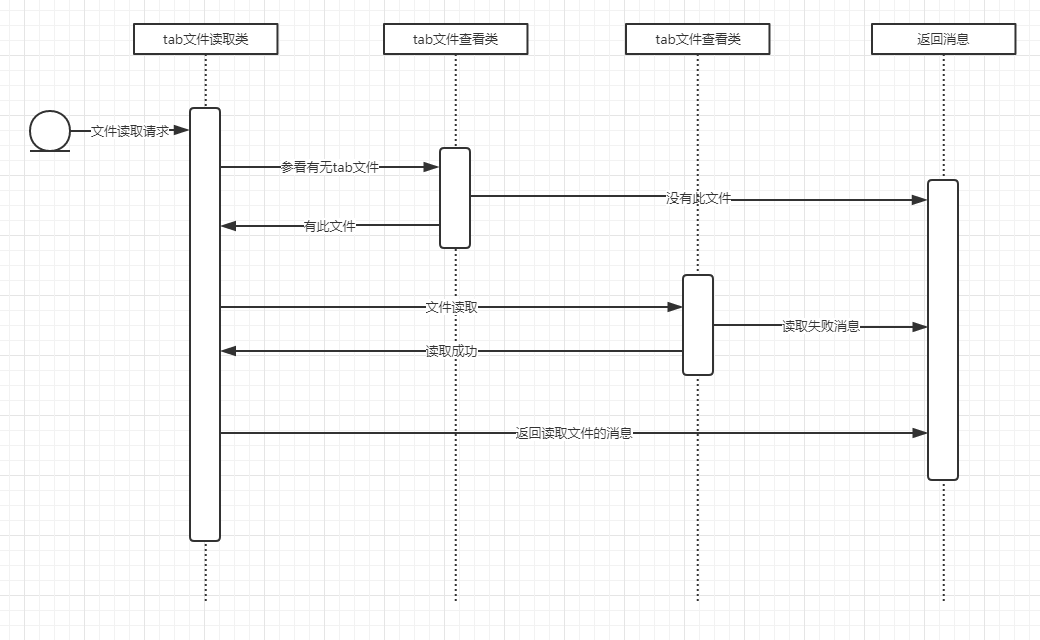 tab文件读取类
tab文件查看类
tab文件查看类
返回消息
文件读取请求
参看有无tab文件
没有此文件
有此文件
文件读取
读取失败消息
读取成功
返回读取文件的消息